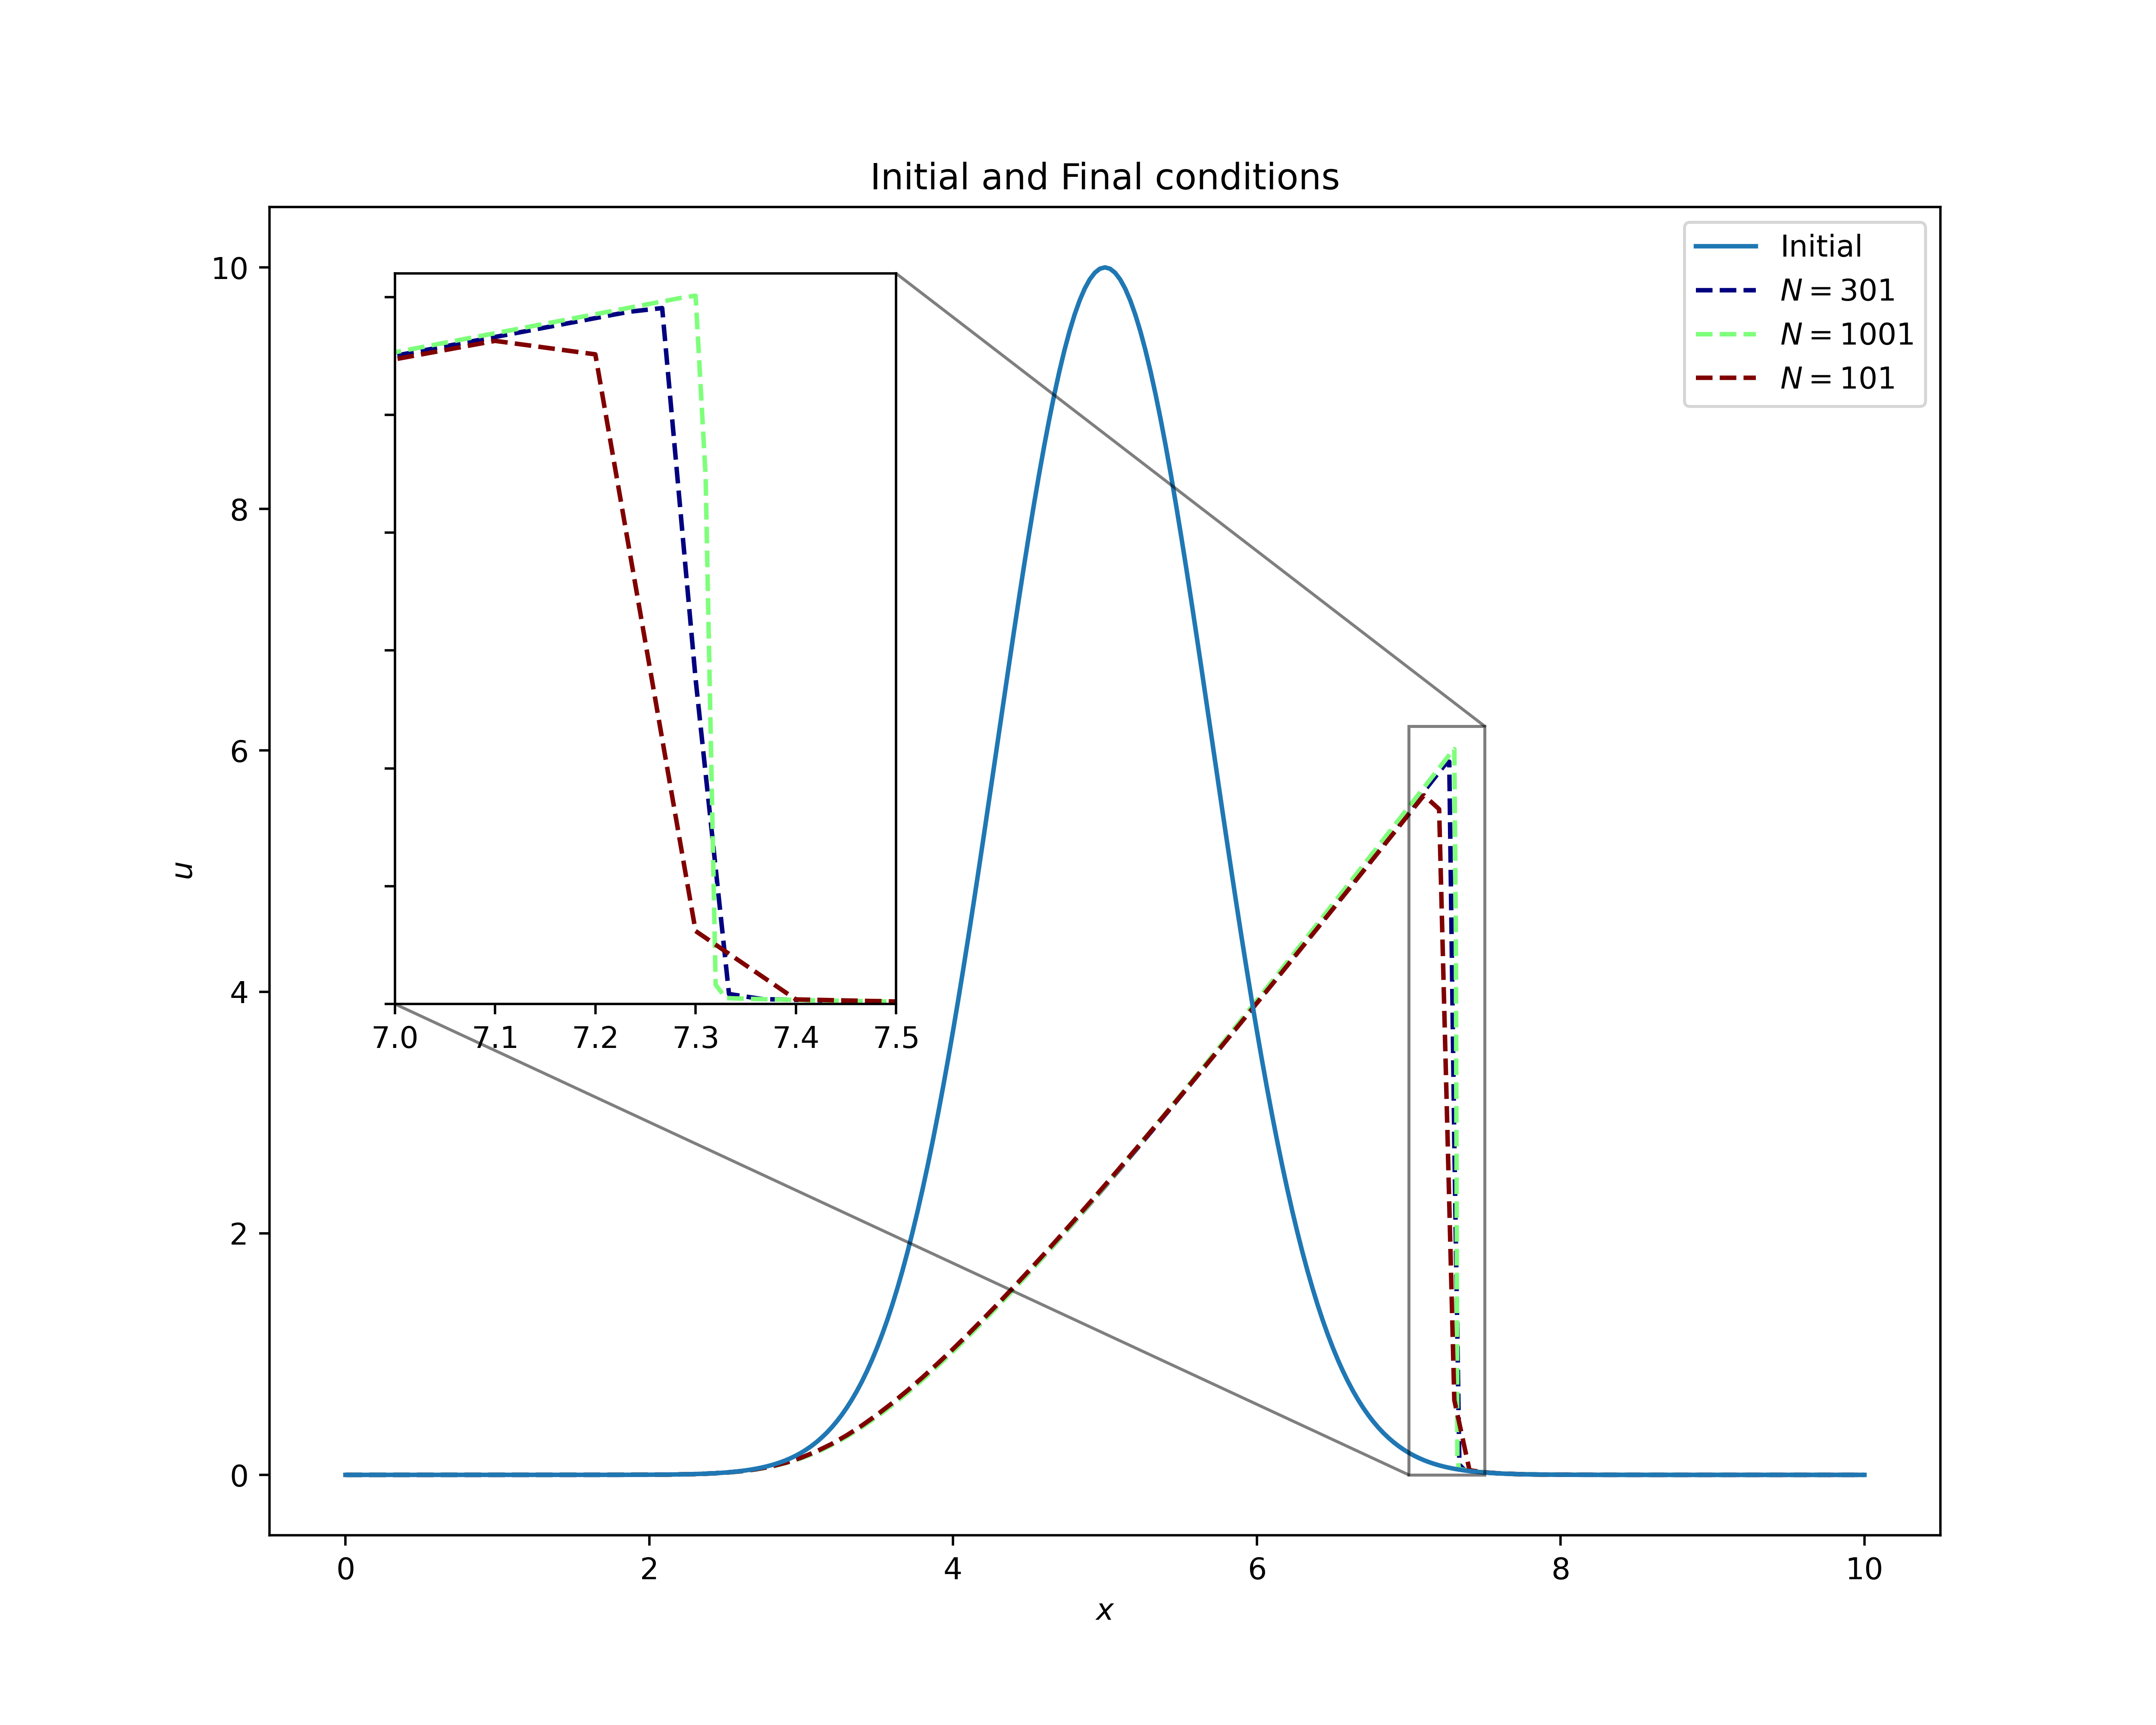 Initial and Final conditions
10
8
6
4
2
0
u
Initial
N = 301
N = 1001
N = 101
7.0 7.1 7.2 7.3 7.4 7.5
0 2 4 6 8 10
x